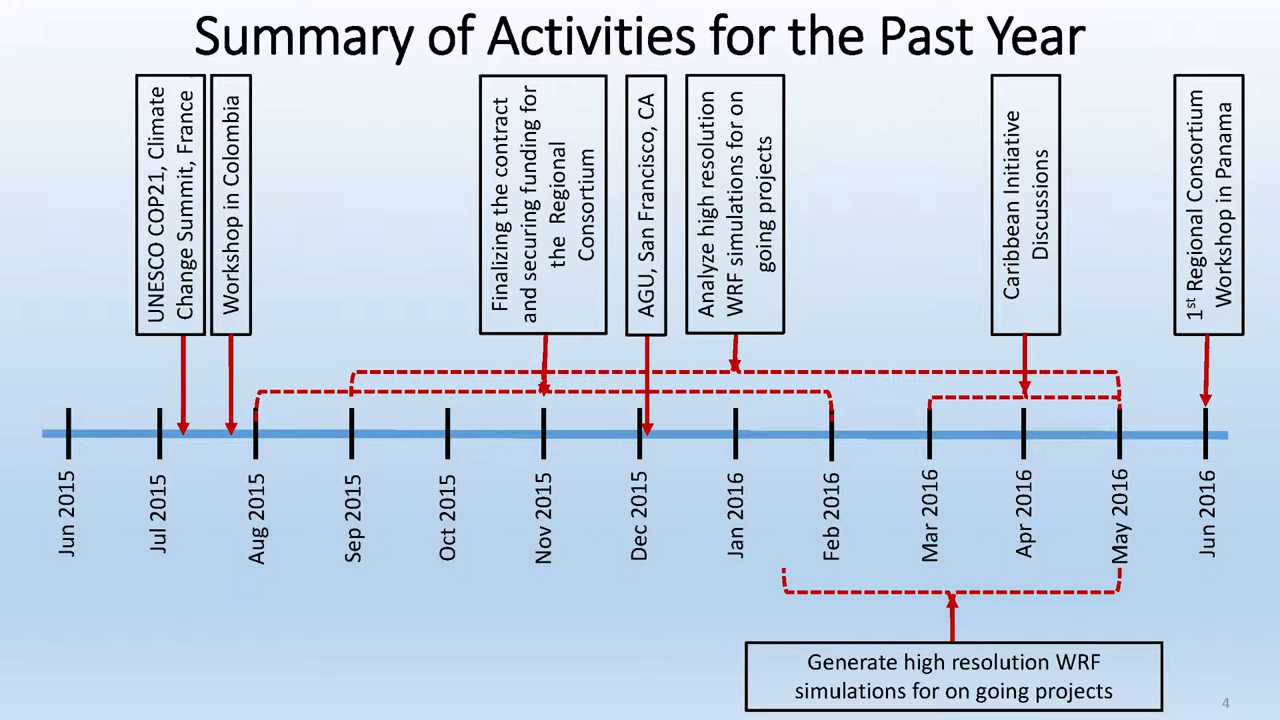 Summary of Activities for the Past Year
UNESCO COP21, Climate
Change Summit, France
Workshop in Colombia
Finalizing the contract
and securing funding for
the Regional
Consortium
AGU, San Francisco, CA
Analyze high resolution
WRF simulations for on
going projects
Caribbean Initiative
Discussions
1st Regional Consortium
Workshop in Panama
Jun 2015
Jul 2015
Aug 2015
Sep 2015
Oct 2015
Nov 2015
Dec 2015
Jan 2016
Feb 2016
Mar 2016
Apr 2016
May 2016
Jun 2016
Generate high resolution WRF
simulations for on going projects
4